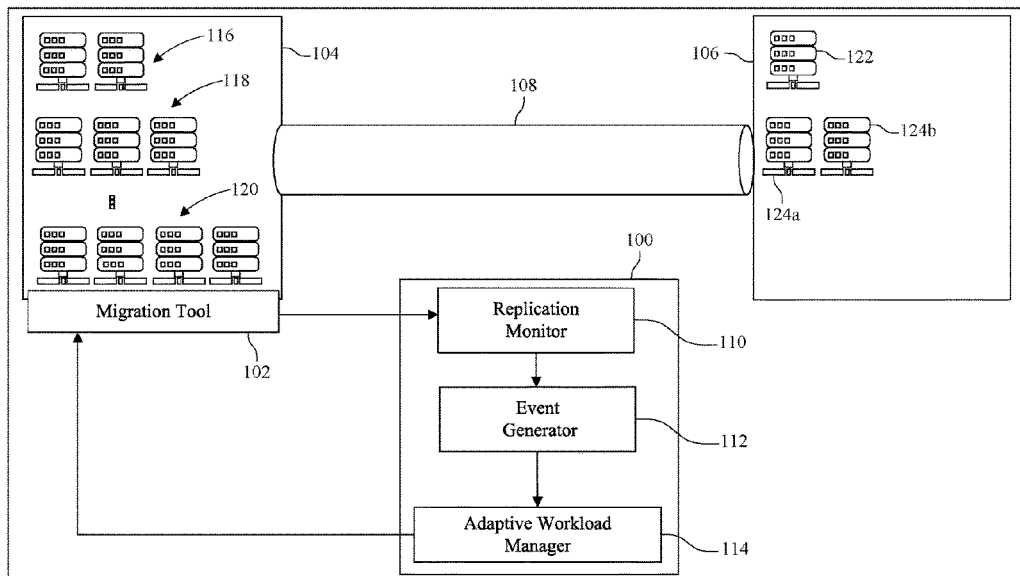 116
104
118
108
106
122
124b
124a
120
100
Migration Tool
102
Replication
Monitor
110
Event
Generator
112
Adaptive Workload
Manager
114